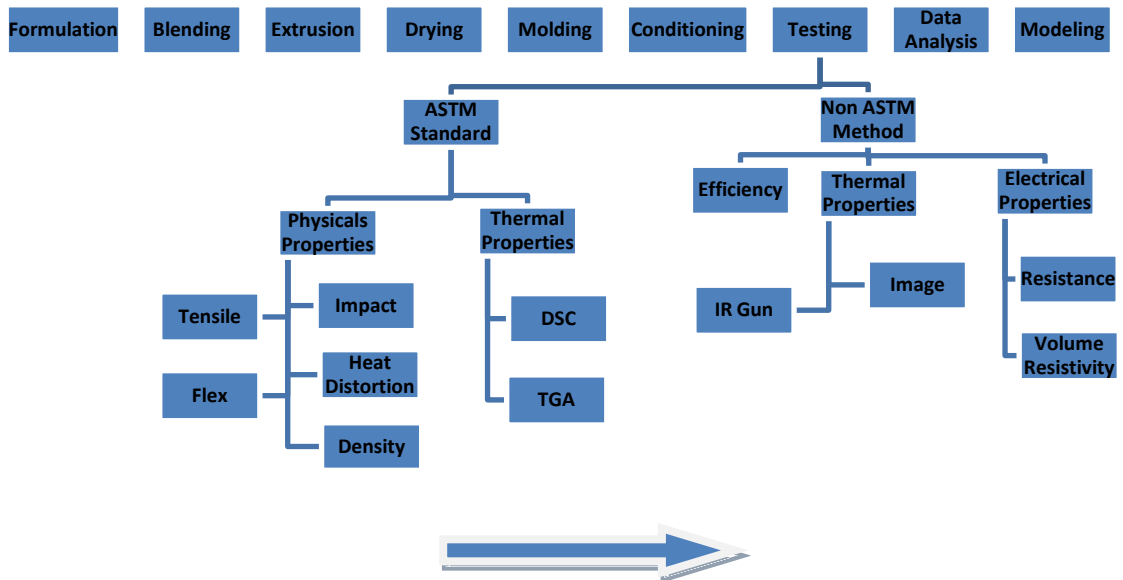 Formulation
Blending
Extrusion
Drying
Molding
Conditioning
Testing
Data
Analysis
Modeling
ASTM
Standard
Non ASTM
Method
Physicals
Properties
Thermal
Properties
Efficiency
Thermal
Properties
Electrical
Properties
Tensile
Impact
Flex
Heat
Distortion
Density
DSC
TGA
IR Gun
Image
Resistance
Volume
Resistivity